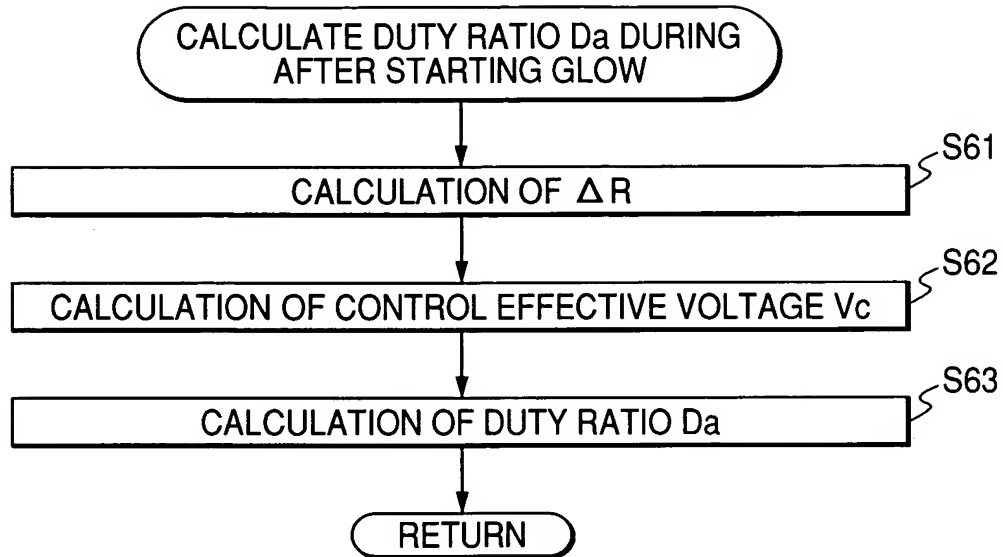 CALCULATE DUTY RATIO Da DURING
AFTER STARTING GLOW
S61
CALCULATION OF ΔR
S62
CALCULATION OF CONTROL EFFECTIVE VOLTAGE Vc
S63
CALCULATION OF DUTY RATIO Da
RETURN